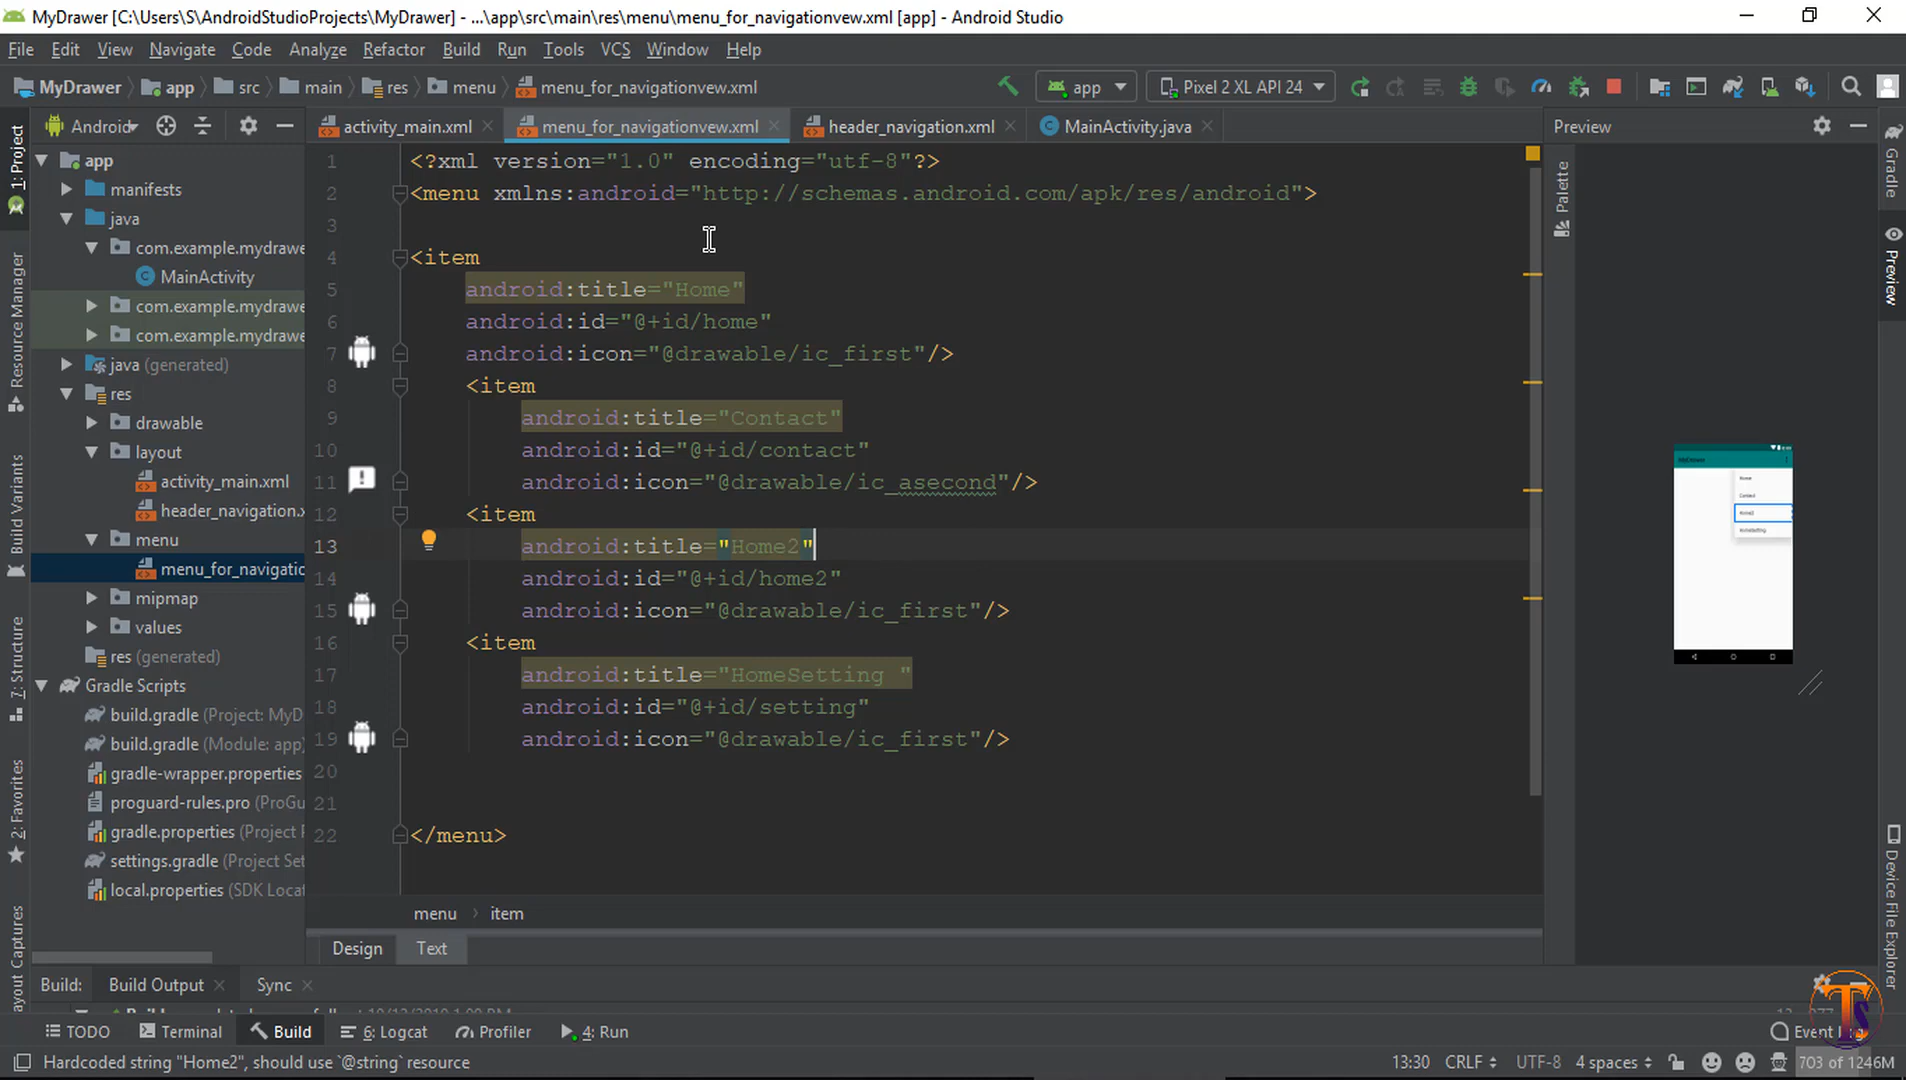 MyDrawer [C:\Users\S\AndroidStudioProjects\MyDrawer] - ...\app\src\main\res\menu\menu_for_navigationvew.xml [app] - Android Studio
File Edit View Navigate Code Analyze Refactor Build Run Tools VCS Window Help
MyDrawer app src main res menu menu_for_navigationvew.xml app Pixel 2 XL API 24
Android activity_main.xml menu_for_navigationvew.xml header_navigation.xml MainActivity.java Preview
1: Project
Resource Manager
Build Variants
7: Structure
2: Favorites
ayout Captures
app
manifests
java
com.example.mydrawe
MainActivity
com.example.mydrawe
com.example.mydrawe
java (generated)
res
drawable
layout
activity_main.xml
header_navigation.x
menu
menu_for_navigatio
mipmap
values
res (generated)
Gradle Scripts
build.gradle (Project: MyD
build.gradle (Module: app)
gradle-wrapper.properties
proguard-rules.pro (ProGu
gradle.properties (Project F
settings.gradle (Project Set
local.properties (SDK Locat
1 <?xml version="1.0" encoding="utf-8"?>
2 <menu xmlns:android="http://schemas.android.com/apk/res/android">
3
4 <item
5 android:title="Home"
6 android:id="@+id/home"
7 android:icon="@drawable/ic_first"/>
8 <item
9 android:title="Contact"
10 android:id="@+id/contact"
11 android:icon="@drawable/ic_asecond"/>
12 <item
13 android:title="Home2"
14 android:id="@+id/home2"
15 android:icon="@drawable/ic_first"/>
16 <item
17 android:title="HomeSetting "
18 android:id="@+id/setting"
19 android:icon="@drawable/ic_first"/>
20
21
22 </menu>
menu item
Design Text
Palette
MyDrawer
Home
Contact
Home2
HomeSetting
Gradle
Preview
Device File Explorer
Build: Build Output Sync
TODO Terminal Build 6: Logcat Profiler 4: Run Event
TS
Hardcoded string "Home2", should use `@string` resource 13:30 CRLF UTF-8 4 spaces 703 of 1246M